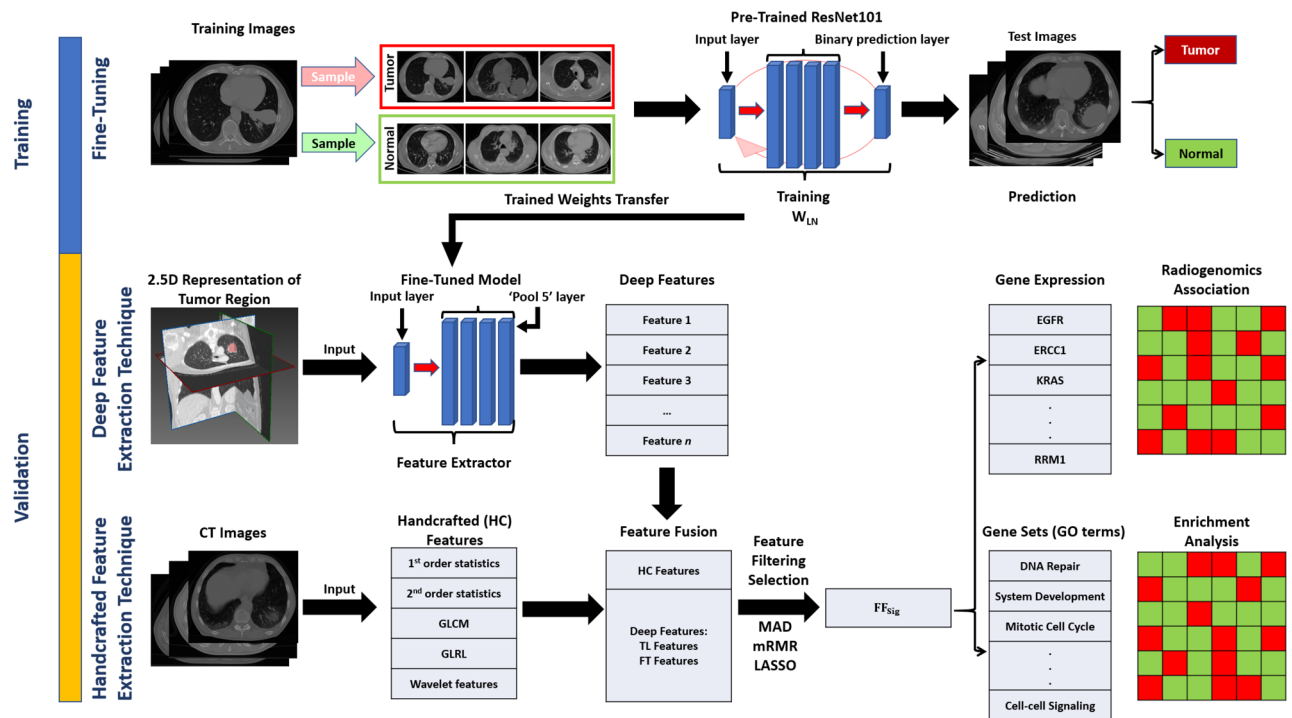 Training
Fine-Tuning
Training Images
Sample
Sample
Tumor
Normal
Pre-Trained ResNet101
Input layer
Binary prediction layer
Training
W_LN
Test Images
Prediction
Tumor
Normal
Trained Weights Transfer
Validation
Deep Feature
Extraction Technique
2.5D Representation of
Tumor Region
Input
Fine-Tuned Model
Input layer
'Pool 5' layer
Feature Extractor
Deep Features
Feature 1
Feature 2
Feature 3
...
Feature n
Gene Expression
EGFR
ERCC1
KRAS
.
.
.
RRM1
Radiogenomics
Association
Handcrafted Feature
Extraction Technique
CT Images
Input
Handcrafted (HC)
Features
1st order statistics
2nd order statistics
GLCM
GLRL
Wavelet features
Feature Fusion
HC Features
Deep Features:
TL Features
FT Features
Feature
Filtering
Selection
MAD
mRMR
LASSO
FF_Sig
Gene Sets (GO terms)
DNA Repair
System Development
Mitotic Cell Cycle
.
.
.
Cell-cell Signaling
Enrichment
Analysis